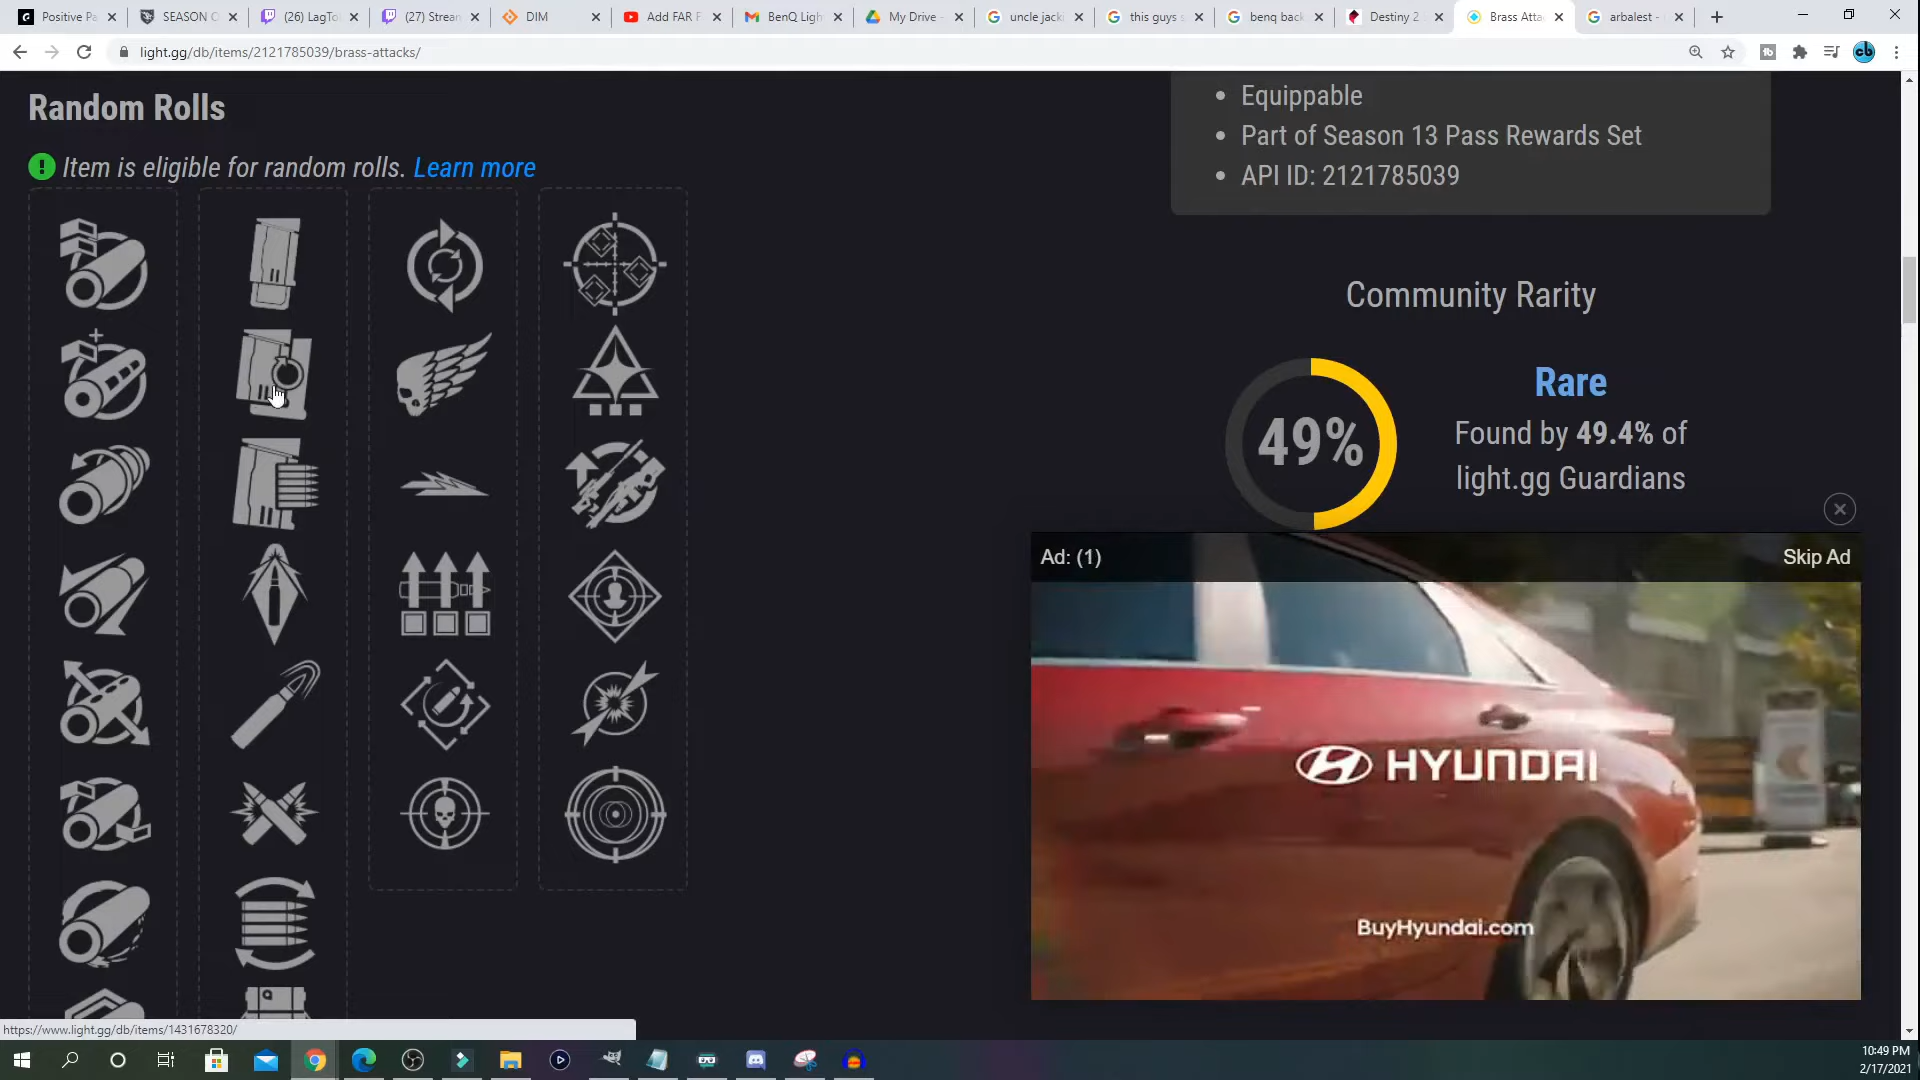 Positive Pa
SEASON O
(26) LagTo
(27) Strean
DIM
Add FAR F
BenQ Ligh
My Drive -
uncle jacki
this guys s
benq back
Destiny 2
Brass Atta
arbalest -
light.gg/db/items/2121785039/brass-attacks/
Random Rolls
Item is eligible for random rolls. Learn more
Equippable
Part of Season 13 Pass Rewards Set
API ID: 2121785039
Community Rarity
49%
Rare
Found by 49.4% of
light.gg Guardians
Ad: (1)
Skip Ad
HYUNDAI
BuyHyundai.com
https://www.light.gg/db/items/1431678320/
10:49 PM
2/17/2021